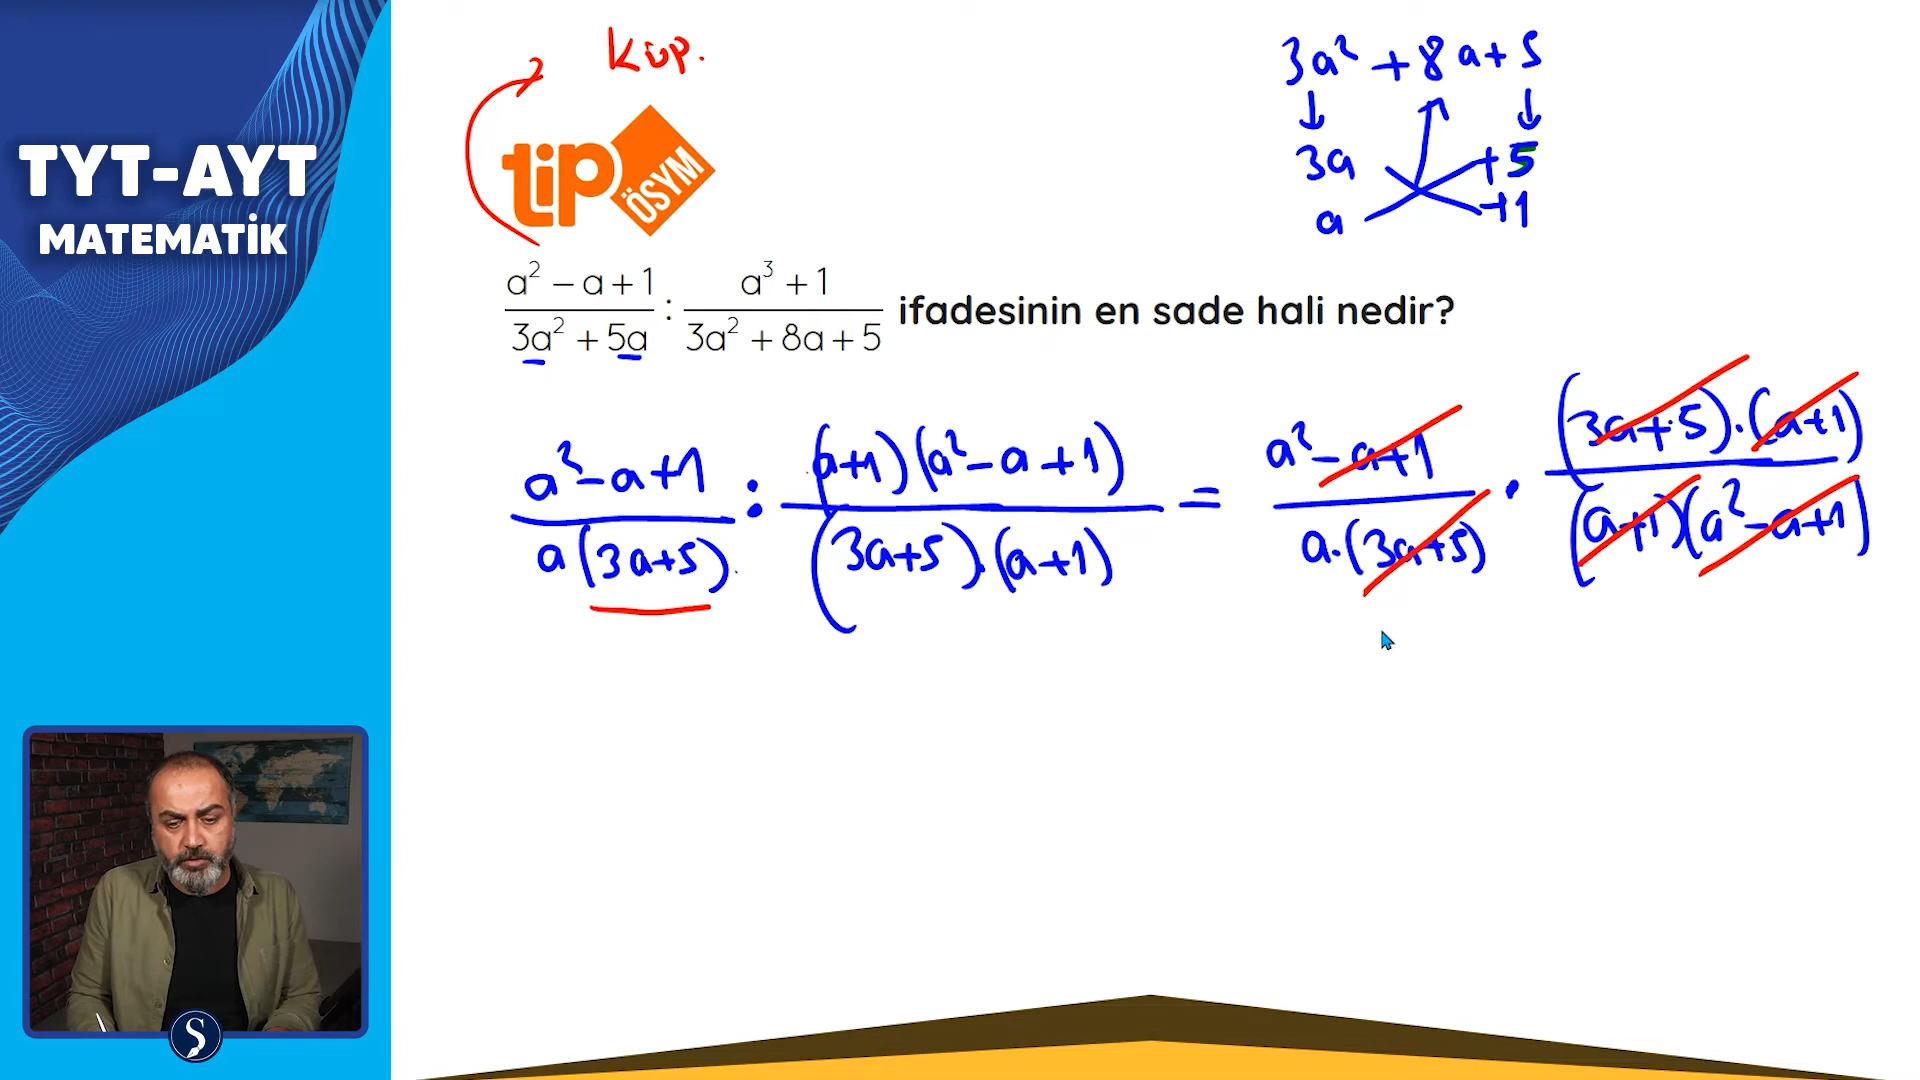 TYT-AYT
MATEMATİK
Küp.
tip
ÖSYM
3a² + 8a + 5
3a +5
a +1
(a² − a + 1)/(3a² + 5a) : (a³ + 1)/(3a² + 8a + 5) ifadesinin en sade hali nedir?
(a² − a + 1)/(a(3a+5)) : ((a+1)(a² − a + 1))/((3a+5).(a+1)) = (a² − a + 1)/(a.(3a+5)) . ((3a+5).(a+1))/((a+1)(a² − a + 1))
S